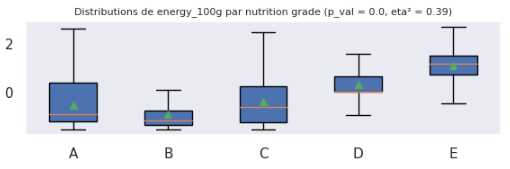 Distributions de energy_100g par nutrition grade (p_val = 0.0, eta² = 0.39)
2
0
A B C D E